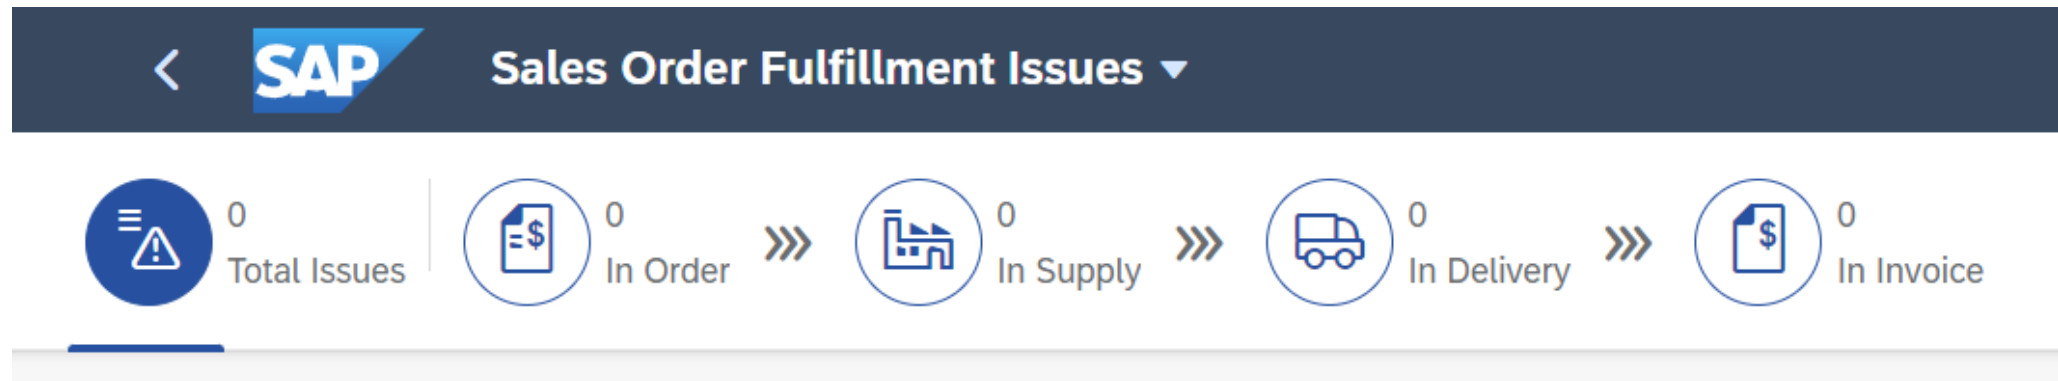 SAP Sales Order Fulfillment Issues
0
Total Issues
$
0
In Order
0
In Supply
0
In Delivery
$
0
In Invoice